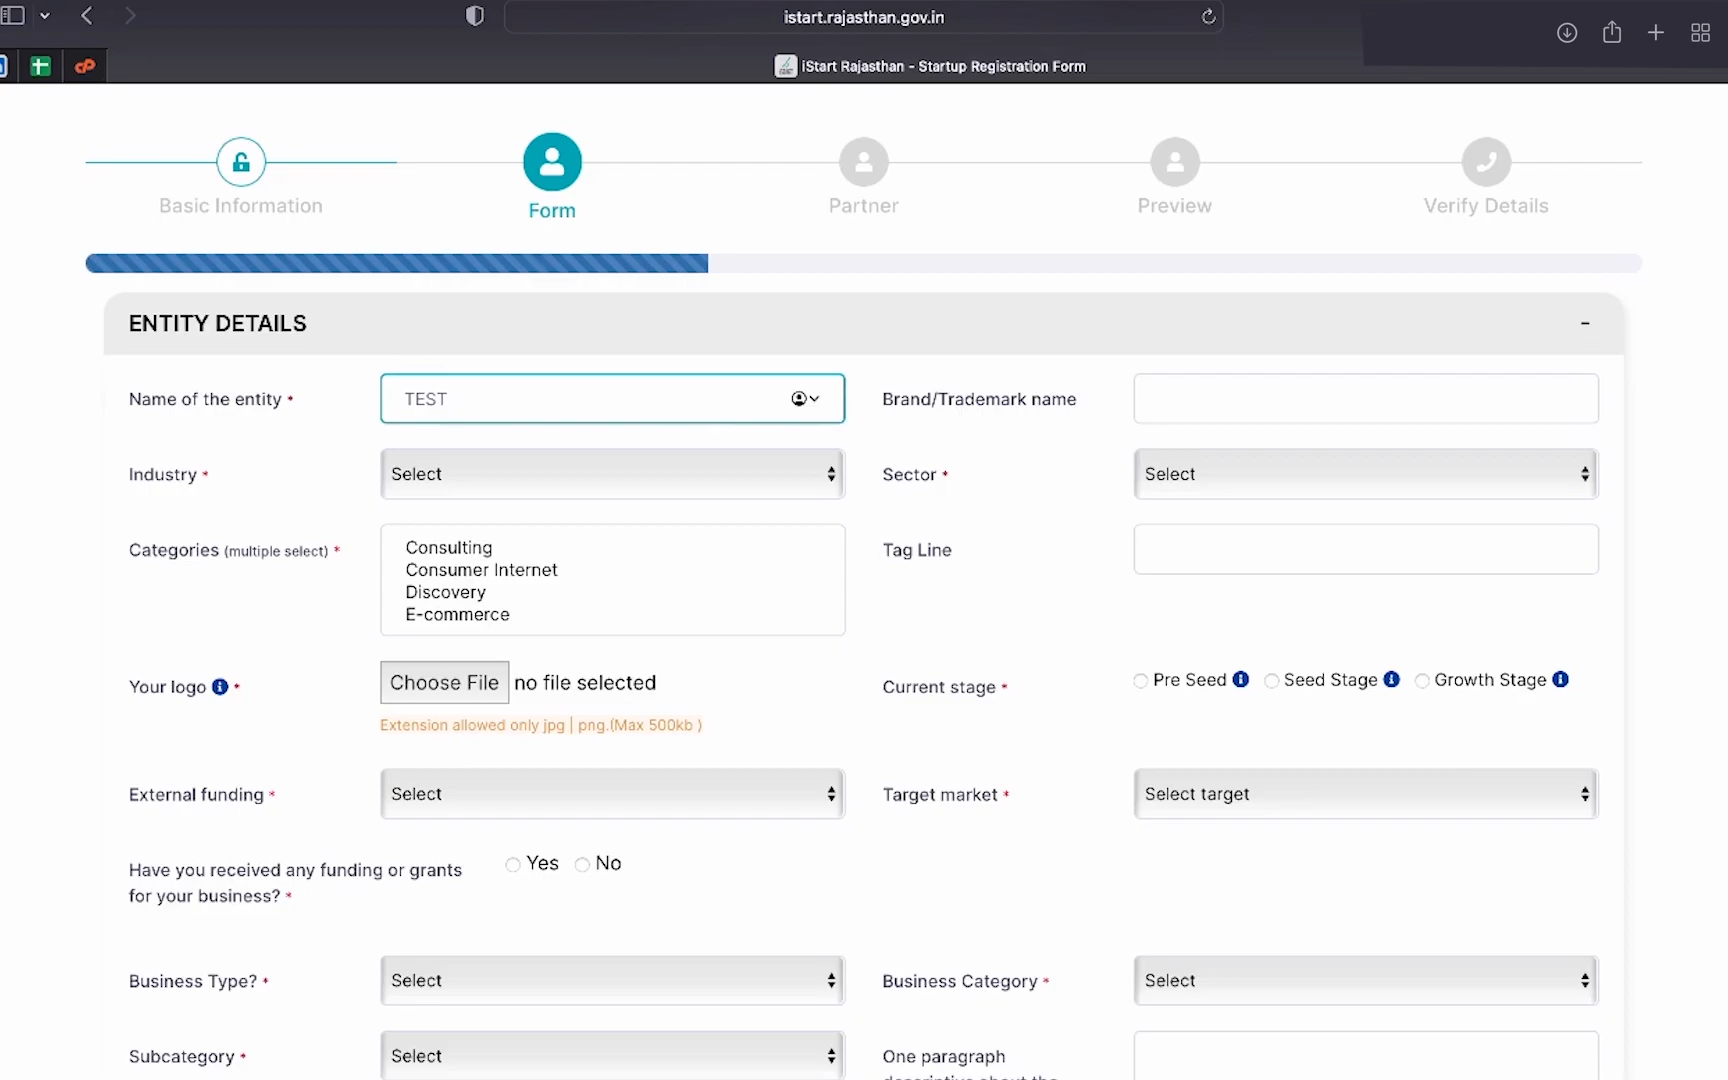 istart.rajasthan.gov.in
iStart Rajasthan - Startup Registration Form
Basic Information
Form
Partner
Preview
Verify Details
ENTITY DETAILS
Name of the entity *
TEST
Brand/Trademark name
Industry *
Select
Sector *
Select
Categories (multiple select) *
Consulting
Consumer Internet
Discovery
E-commerce
Tag Line
Your logo *
Choose File no file selected
Extension allowed only jpg | png.(Max 500kb )
Current stage *
Pre Seed
Seed Stage
Growth Stage
External funding *
Select
Target market *
Select target
Have you received any funding or grants
for your business? *
Yes
No
Business Type? *
Select
Business Category *
Select
Subcategory *
Select
One paragraph